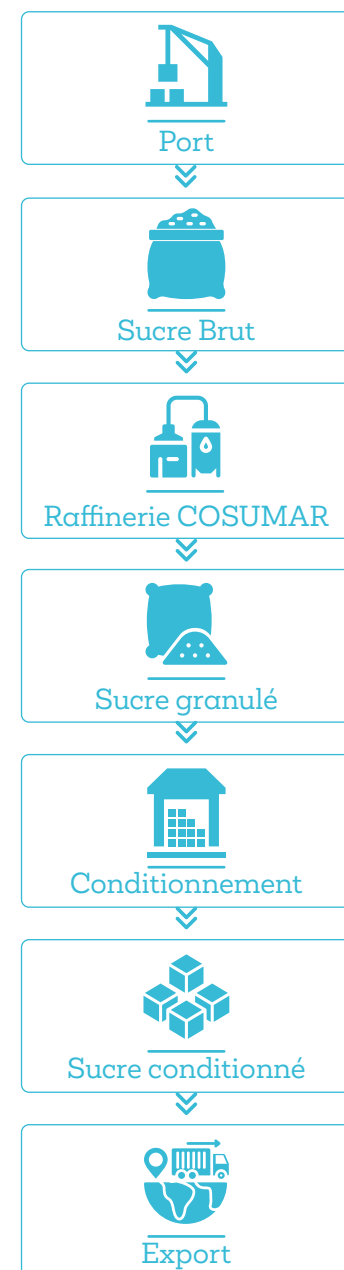 Port
Sucre Brut
Raffinerie COSUMAR
Sucre granulé
Conditionnement
Sucre conditionné
Export